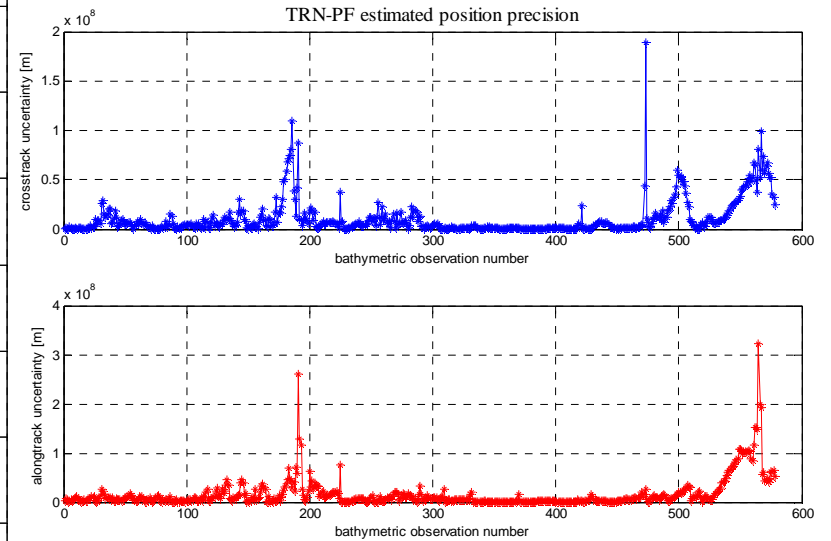 TRN-PF estimated position precision
x 10^8
2
1.5
1
0.5
0
crosstrack uncertainty [m]
0 100 200 300 400 500 600
bathymetric observation number
x 10^8
4
3
2
1
0
alongtrack uncertainty [m]
0 100 200 300 400 500 600
bathymetric observation number